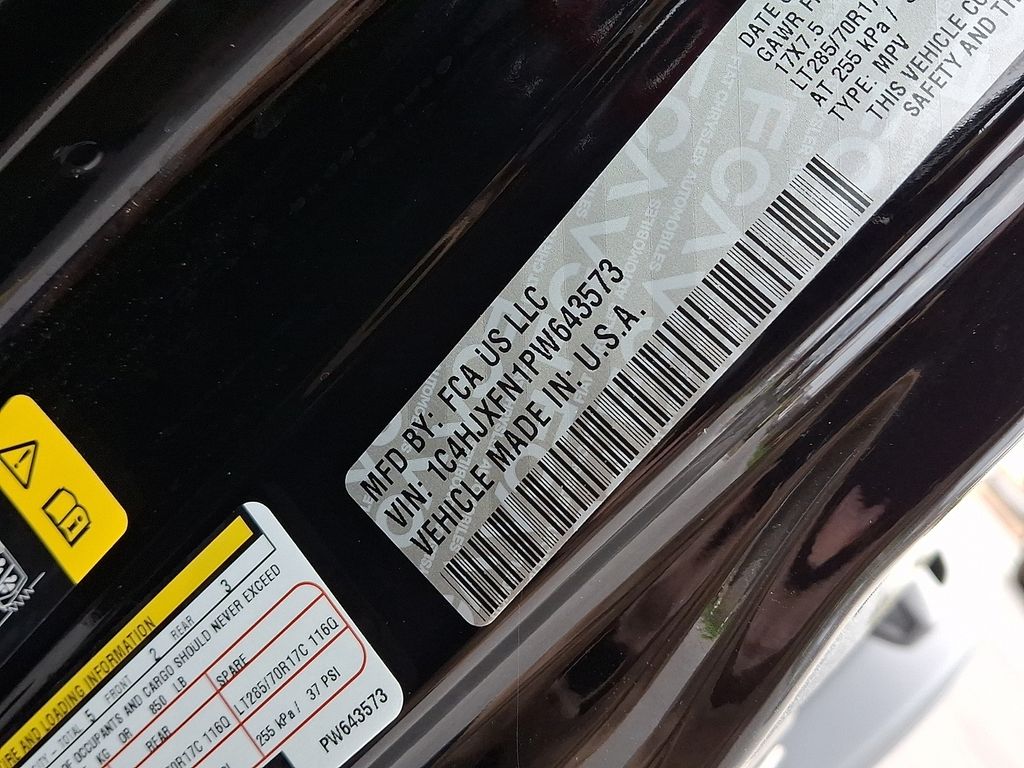 MFD BY: FCA US LLC
VIN: 1C4HJXFN1PW643573
VEHICLE MADE IN: U.S.A.
DATE
GAWR
17X7.5
LT285/70R17
AT 255 kPa /
TYPE: MPV
THIS VEHICLE
SAFETY AND
AND LOADING INFORMATION
TOTAL 5 FRONT 2 REAR 3
OCCUPANTS AND CARGO SHOULD NEVER EXCEED
KG OR 850 LB
REAR SPARE
116Q LT285/70R17C 116Q
255 kPa / 37 PSI
PW643573